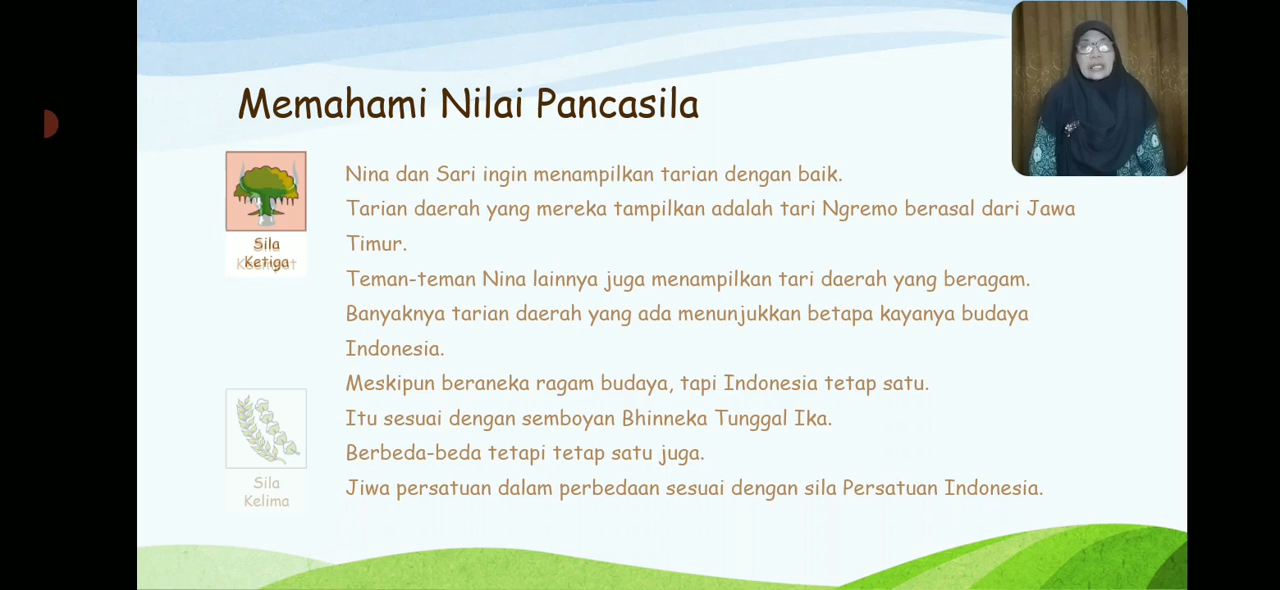 Memahami Nilai Pancasila
Sila
Ketiga
Nina dan Sari ingin menampilkan tarian dengan baik.
Tarian daerah yang mereka tampilkan adalah tari Ngremo berasal dari Jawa
Timur.
Teman-teman Nina lainnya juga menampilkan tari daerah yang beragam.
Banyaknya tarian daerah yang ada menunjukkan betapa kayanya budaya
Indonesia.
Meskipun beraneka ragam budaya, tapi Indonesia tetap satu.
Itu sesuai dengan semboyan Bhinneka Tunggal Ika.
Berbeda-beda tetapi tetap satu juga.
Jiwa persatuan dalam perbedaan sesuai dengan sila Persatuan Indonesia.
Sila
Kelima